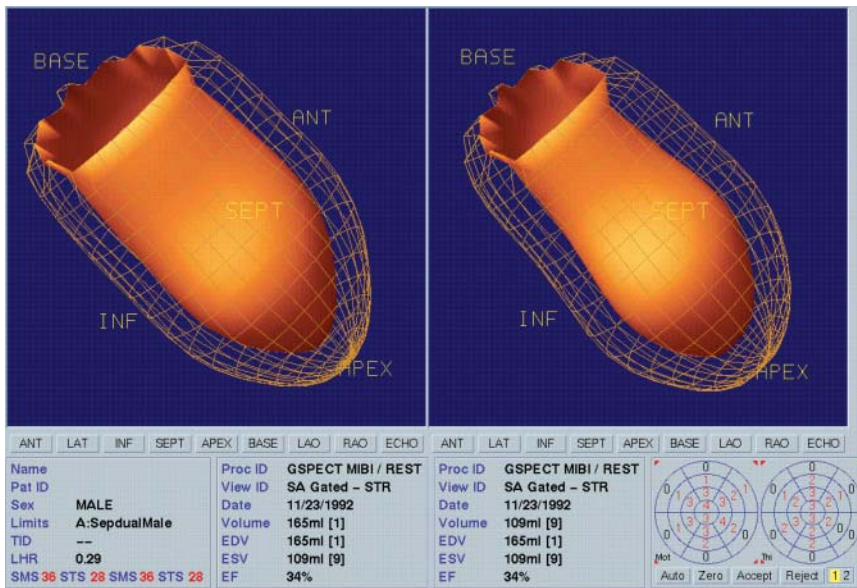 BASE
ANT
SEPT
INF
APEX
BASE
ANT
SEPT
INF
APEX
ANT LAT INF SEPT APEX BASE LAO RAO ECHO
ANT LAT INF SEPT APEX BASE LAO RAO ECHO
Name
Pat ID
Sex MALE
Limits A:SepdualMale
TID --
LHR 0.29
SMS 36 STS 28 SMS 36 STS 28
Proc ID GSPECT MIBI / REST
View ID SA Gated – STR
Date 11/23/1992
Volume 165ml [1]
EDV 165ml [1]
ESV 109ml [9]
EF 34%
Proc ID GSPECT MIBI / REST
View ID SA Gated – STR
Date 11/23/1992
Volume 109ml [9]
EDV 165ml [1]
ESV 109ml [9]
EF 34%
Mot
Thi
Auto Zero Accept Reject 1 2